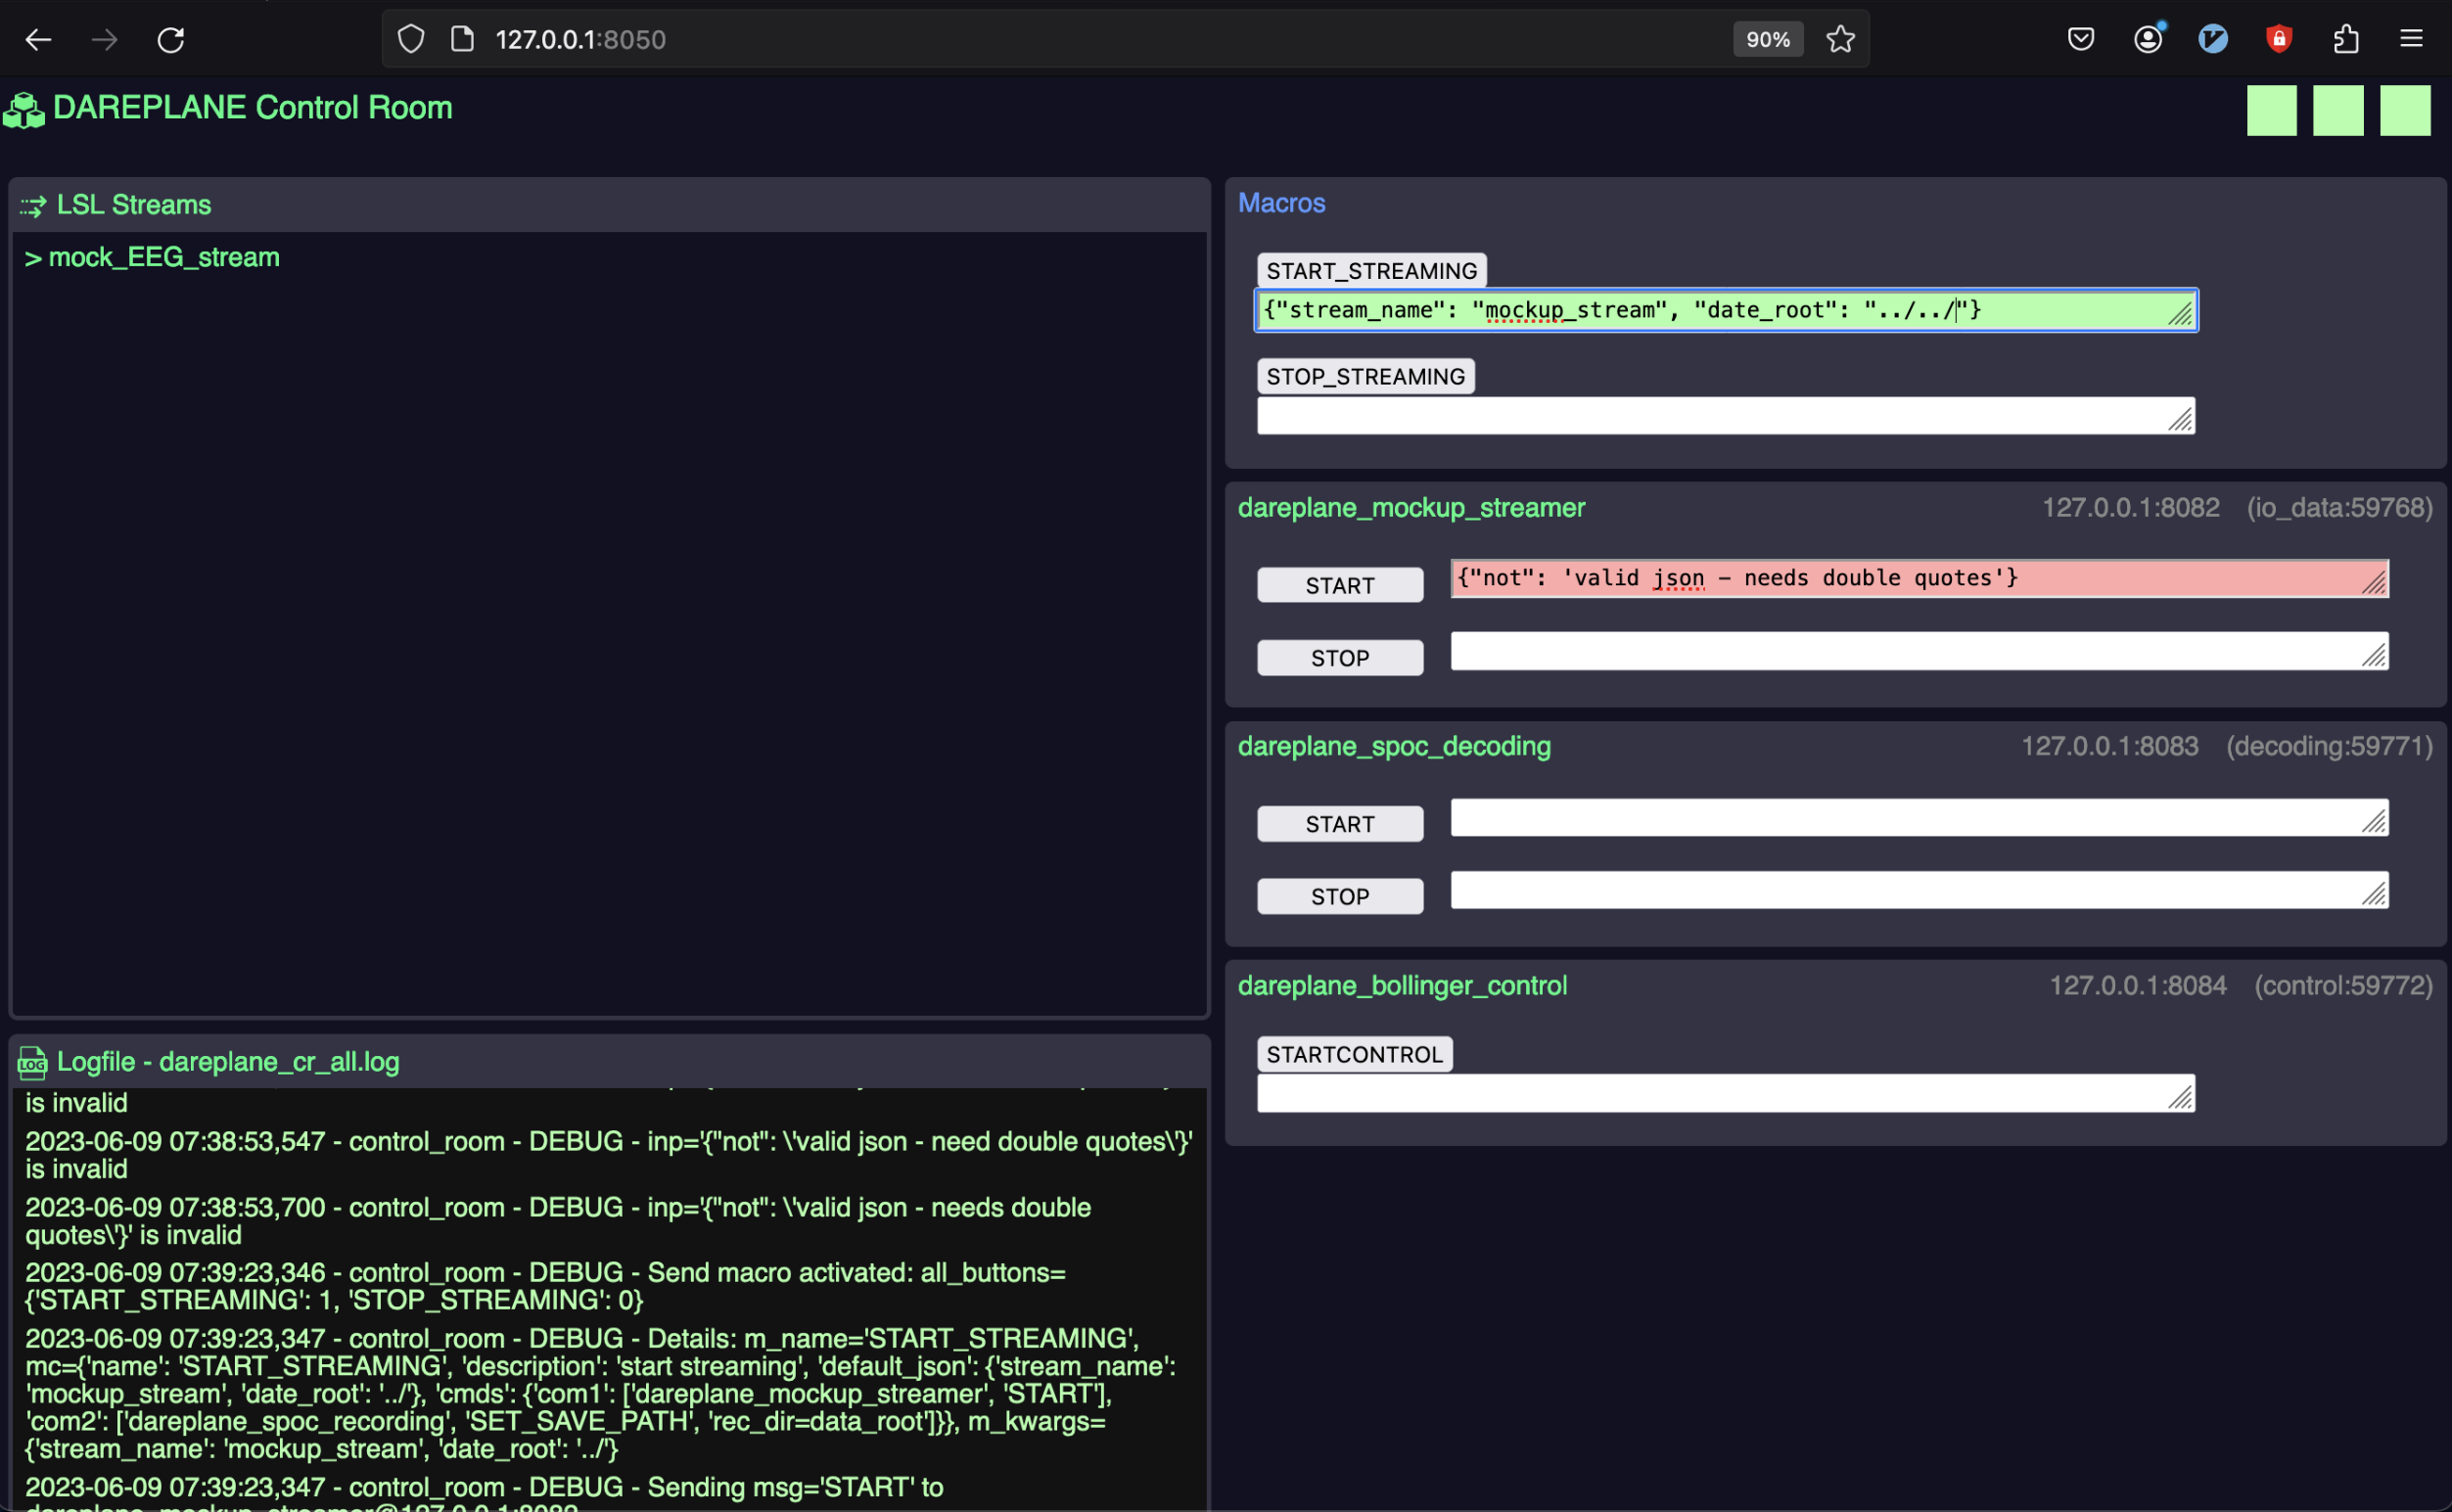 127.0.0.1:8050
90%
DAREPLANE Control Room
LSL Streams
> mock_EEG_stream
Macros
START_STREAMING
{"stream_name": "mockup_stream", "date_root": "../../"}
STOP_STREAMING
dareplane_mockup_streamer 127.0.0.1:8082 (io_data:59768)
START {"not": 'valid json - needs double quotes'}
STOP
dareplane_spoc_decoding 127.0.0.1:8083 (decoding:59771)
START
STOP
dareplane_bollinger_control 127.0.0.1:8084 (control:59772)
STARTCONTROL
LOG
Logfile - dareplane_cr_all.log
is invalid
2023-06-09 07:38:53,547 - control_room - DEBUG - inp='{"not": \'valid json - need double quotes\'}'
is invalid
2023-06-09 07:38:53,700 - control_room - DEBUG - inp='{"not": \'valid json - needs double
quotes\'}' is invalid
2023-06-09 07:39:23,346 - control_room - DEBUG - Send macro activated: all_buttons=
{'START_STREAMING': 1, 'STOP_STREAMING': 0}
2023-06-09 07:39:23,347 - control_room - DEBUG - Details: m_name='START_STREAMING',
mc={'name': 'START_STREAMING', 'description': 'start streaming', 'default_json': {'stream_name':
'mockup_stream', 'date_root': '../'}, 'cmds': {'com1': ['dareplane_mockup_streamer', 'START'],
'com2': ['dareplane_spoc_recording', 'SET_SAVE_PATH', 'rec_dir=data_root']}}, m_kwargs=
{'stream_name': 'mockup_stream', 'date_root': '../'}
2023-06-09 07:39:23,347 - control_room - DEBUG - Sending msg='START' to
dareplane_mockup_streamer@127.0.0.1:8082